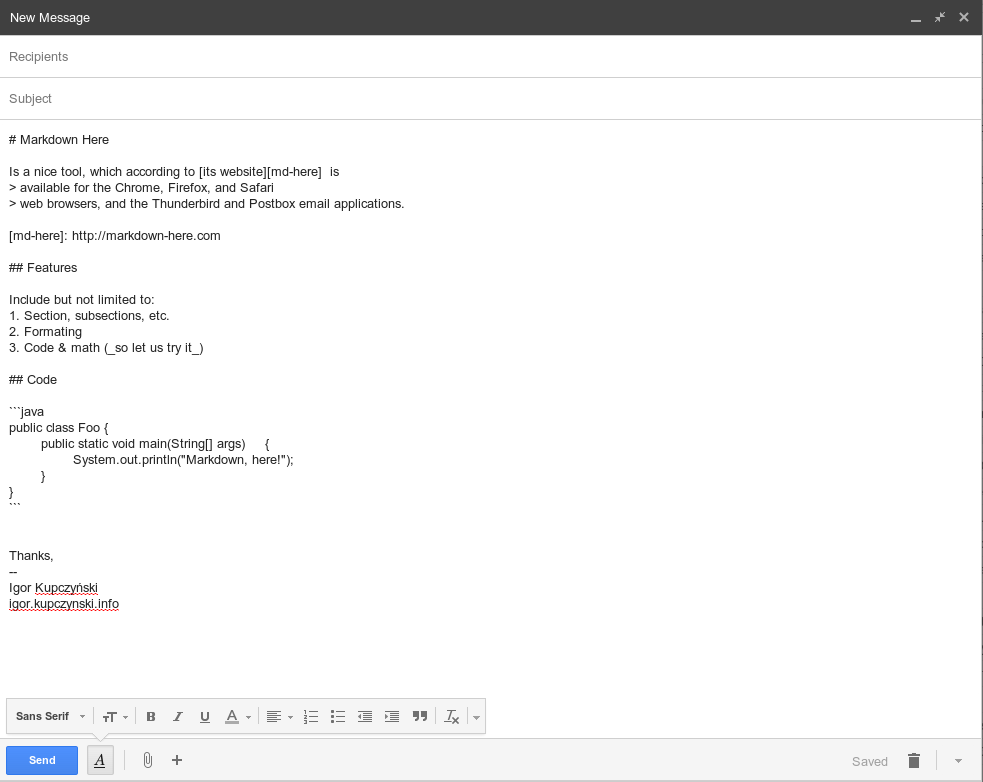 New Message
Recipients
Subject
# Markdown Here
Is a nice tool, which according to [its website][md-here]  is
> available for the Chrome, Firefox, and Safari
> web browsers, and the Thunderbird and Postbox email applications.
[md-here]: http://markdown-here.com
## Features
Include but not limited to:
1. Section, subsections, etc.
2. Formating
3. Code & math (_so let us try it_)
## Code
```java
public class Foo {
        public static void main(String[] args)     {
                System.out.println("Markdown, here!");
        }
}
```
Thanks,
--
Igor Kupczyński
igor.kupczynski.info
Sans Serif
Send
Saved